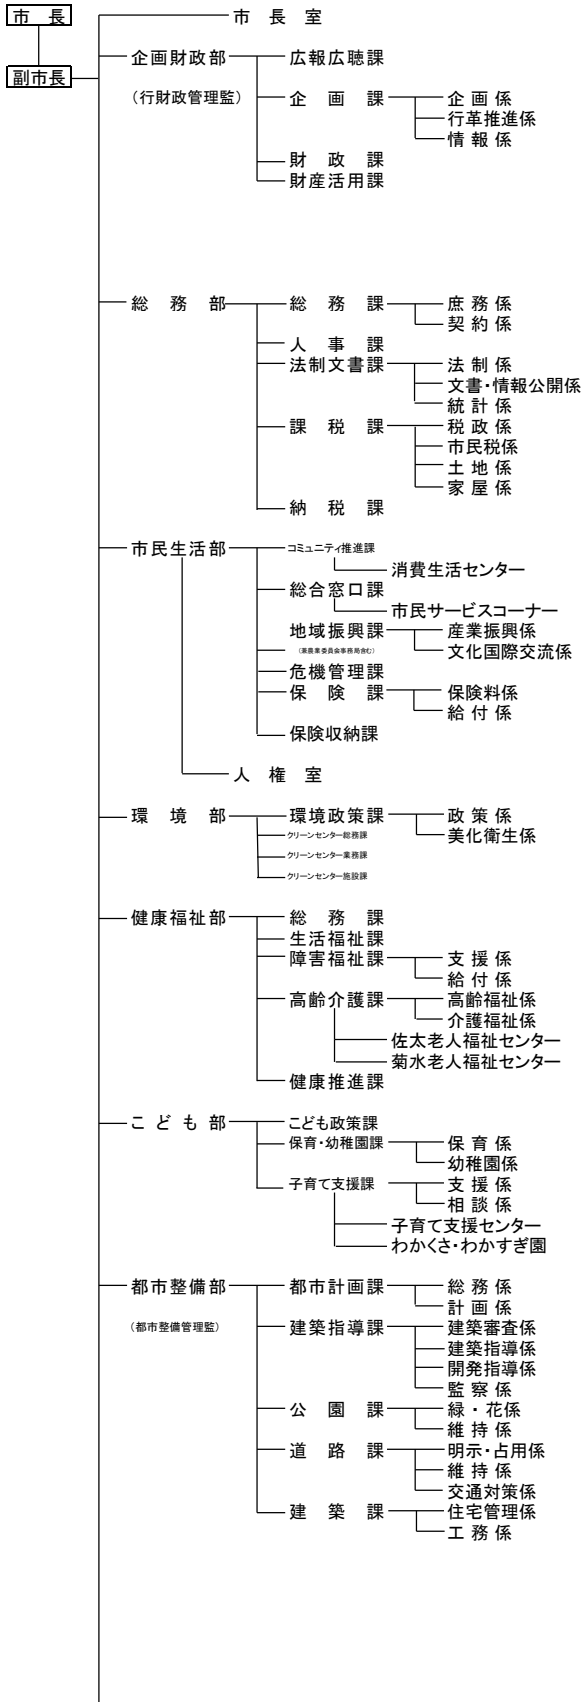 市　長
市　長　室
企画財政部　広報広聴課
副市長
（行財政管理監）　企　画　課　企 画 係
行革推進係
情 報 係
財　政　課
財産活用課
総　務　部　総　務　課　庶 務 係
契 約 係
人　事　課
法制文書課　法 制 係
文書・情報公開係
統 計 係
課　税　課　税 政 係
市民税係
土 地 係
家 屋 係
納　税　課
市民生活部　コミュニティ推進課
消費生活センター
総合窓口課
市民サービスコーナー
地域振興課　産業振興係
（兼農業委員会事務局含む）　文化国際交流係
危機管理課
保　険　課　保険料係
給 付 係
保険収納課
人　権　室
環　境　部　環境政策課　政 策 係
クリーンセンター総務課　美化衛生係
クリーンセンター業務課
クリーンセンター施設課
健康福祉部　総　務　課
生活福祉課
障害福祉課　支 援 係
給 付 係
高齢介護課　高齢福祉係
介護福祉係
佐太老人福祉センター
菊水老人福祉センター
健康推進課
こ ど も 部　こども政策課
保育・幼稚園課　保 育 係
幼稚園係
子育て支援課　支 援 係
相 談 係
子育て支援センター
わかくさ・わかすぎ園
都市整備部　都市計画課　総 務 係
計 画 係
（都市整備管理監）　建築指導課　建築審査係
建築指導係
開発指導係
監 察 係
公　園　課　緑 ・ 花係
維 持 係
道　路　課　明示・占用係
維 持 係
交通対策係
建　築　課　住宅管理係
工 務 係